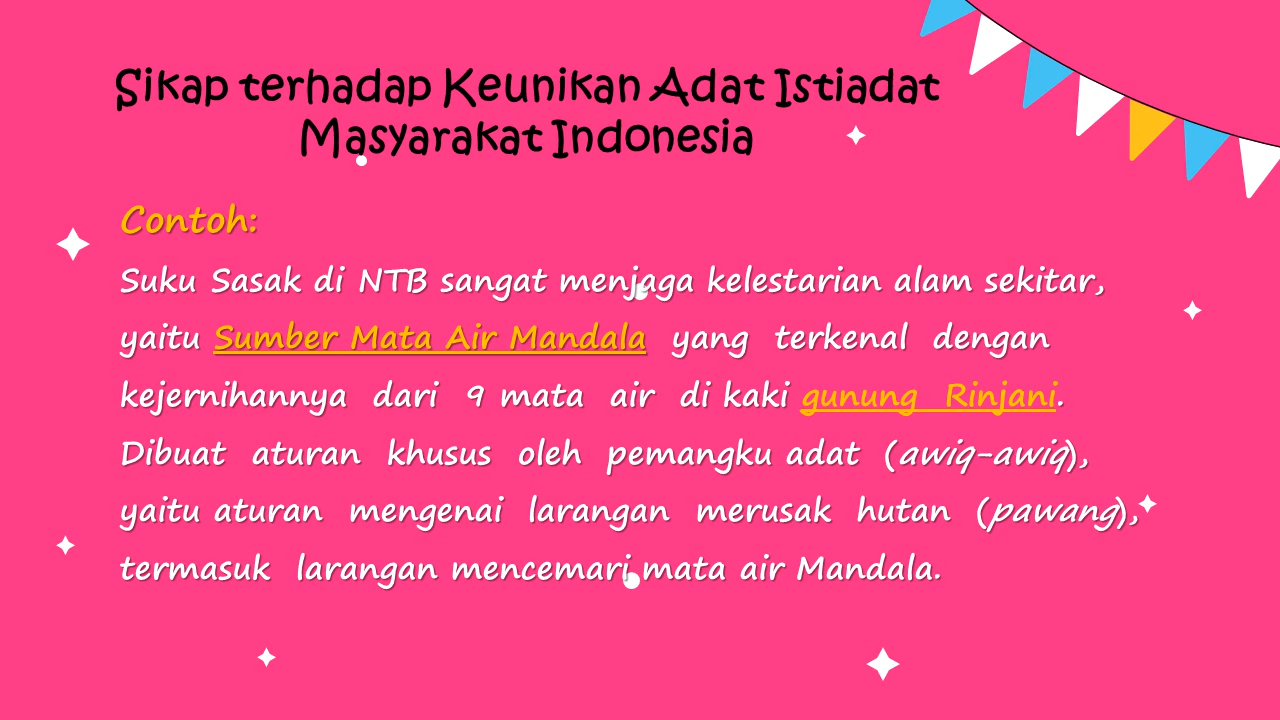 Sikap terhadap Keunikan Adat Istiadat
Masyarakat Indonesia
Contoh:
Suku Sasak di NTB sangat menjaga kelestarian alam sekitar,
yaitu Sumber Mata Air Mandala yang terkenal dengan
kejernihannya dari 9 mata air di kaki gunung Rinjani.
Dibuat aturan khusus oleh pemangku adat (awiq-awiq),
yaitu aturan mengenai larangan merusak hutan (pawang),
termasuk larangan mencemari mata air Mandala.